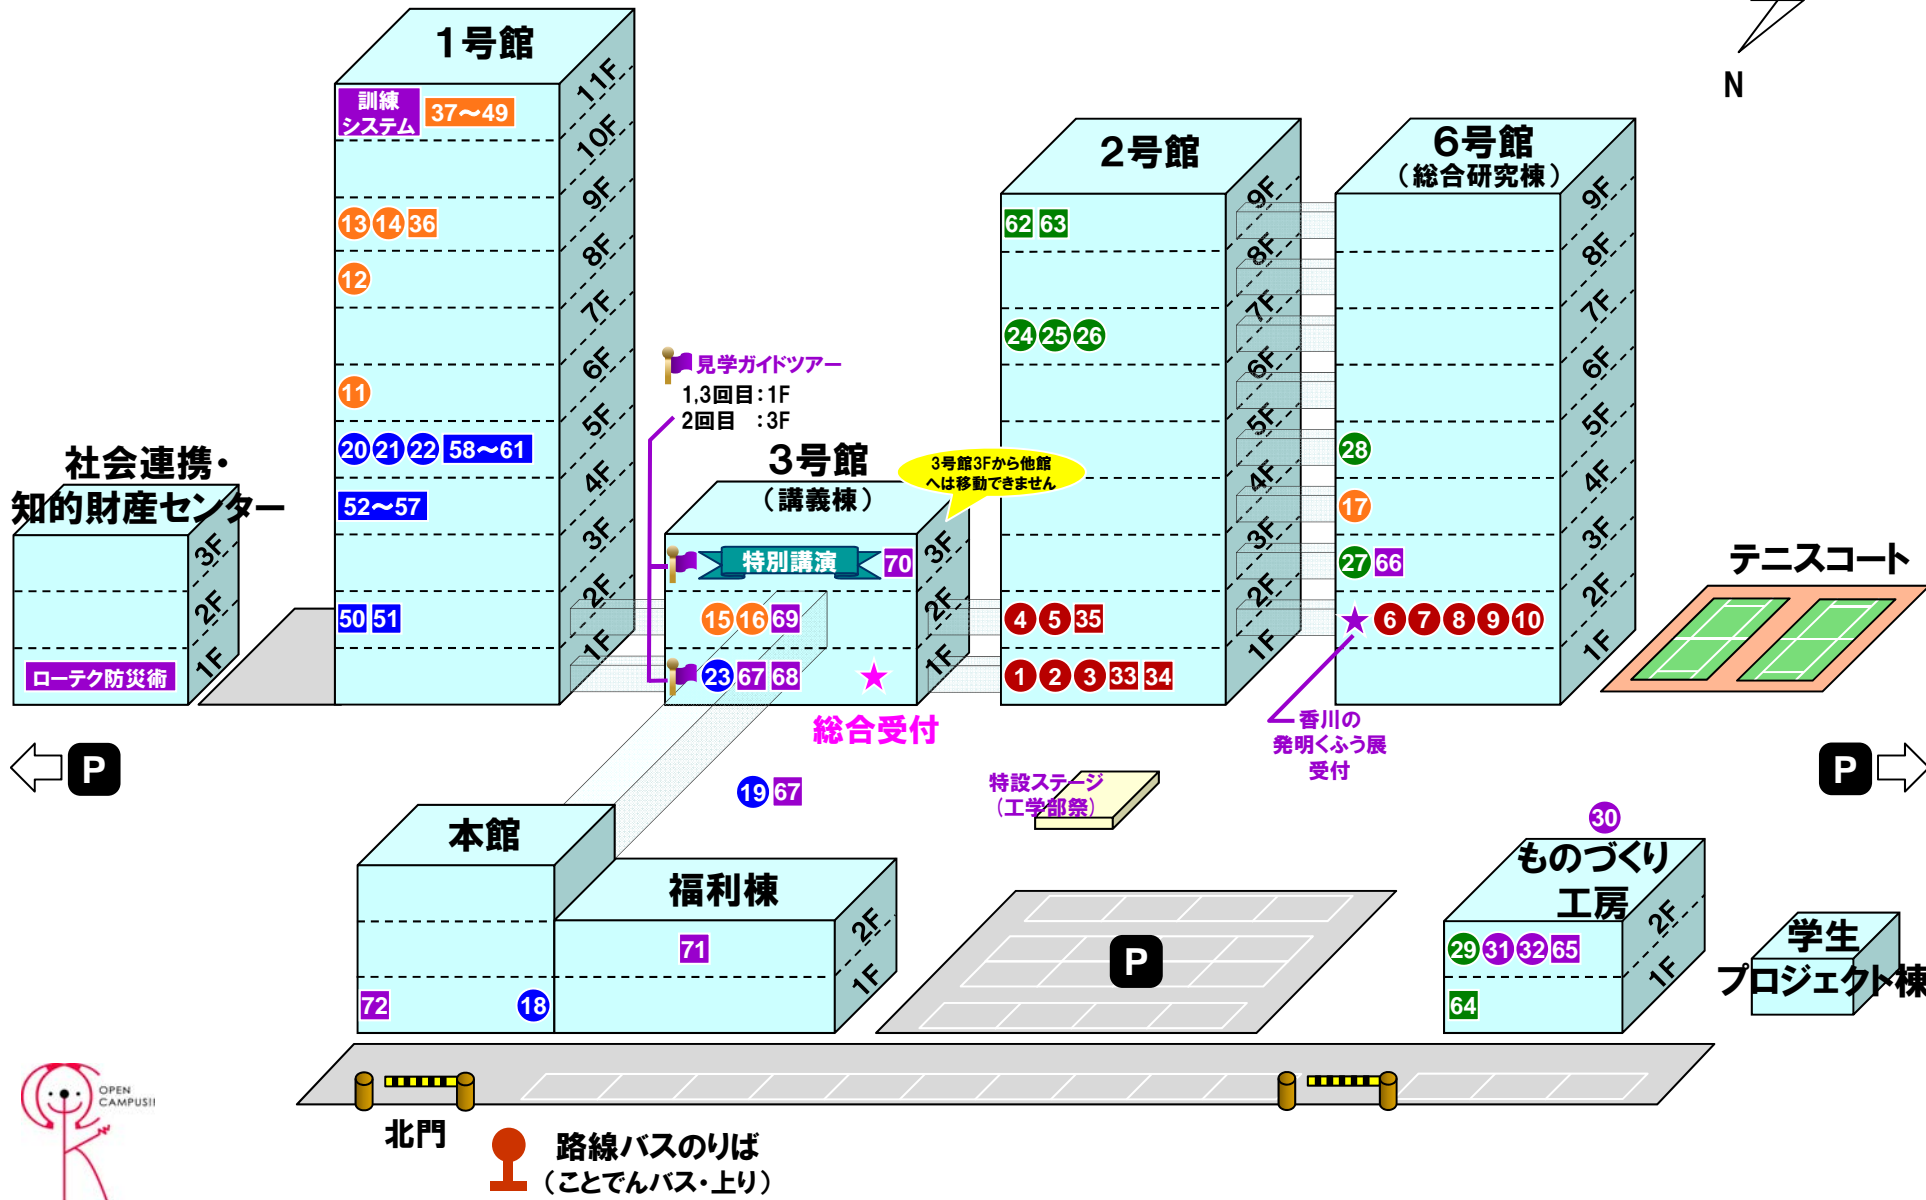 1号館
11F
10F
9F
8F
7F
6F
5F
4F
3F
2F
1F
訓練
システム
37～49
13 14 36
12
11
20 21 22 58～61
52～57
50 51
N
2号館
9F
8F
7F
6F
5F
4F
3F
2F
1F
62 63
24 25 26
4 5 35
1 2 3 33 34
6号館
（総合研究棟）
9F
8F
7F
6F
5F
4F
3F
2F
1F
28
17
27 66
6 7 8 9 10
香川の
発明くふう展
受付
見学ガイドツアー
1,3回目：1F
2回目　：3F
3号館
（講義棟）
3号館3Fから他館
へは移動できません
3F
2F
1F
特別講演 70
15 16 69
23 67 68
総合受付
社会連携・
知的財産センター
3F
2F
1F
ローテク防災術
テニスコート
P
P
19 67
特設ステージ
（工学部祭）
本館
72 18
福利棟
2F
1F
71
P
30
ものづくり
工房
2F
1F
29 31 32 65
64
学生
プロジェクト棟
OPEN
CAMPUS!!
北門
路線バスのりば
（ことでんバス・上り）